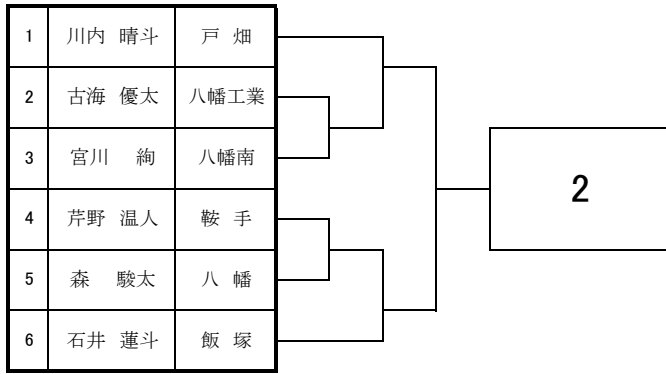 1 川内 晴斗 戸 畑
2 古海 優太 八幡工業
3 宮川 絢 八幡南
4 芹野 温人 鞍 手
5 森 駿太 八 幡
6 石井 蓮斗 飯 塚
2